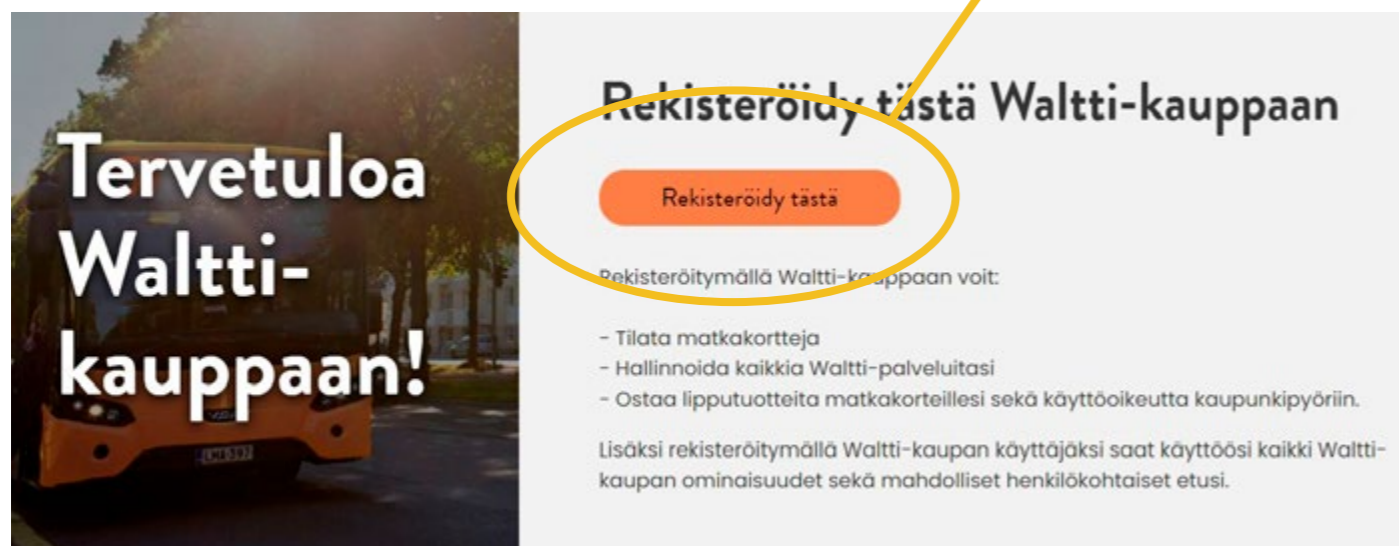 Tervetuloa
Waltti-
kauppaan!
LMA-397
Rekisteröidy tästä Waltti-kauppaan
Rekisteröidy tästä
Rekisteröitymällä Waltti-kauppaan voit:
- Tilata matkakortteja
- Hallinnoida kaikkia Waltti-palveluitasi
- Ostaa lipputuotteita matkakorteillesi sekä käyttöoikeutta kaupunkipyöriin.
Lisäksi rekisteröitymällä Waltti-kaupan käyttäjäksi saat käyttöösi kaikki Waltti-
kaupan ominaisuudet sekä mahdolliset henkilökohtaiset etusi.